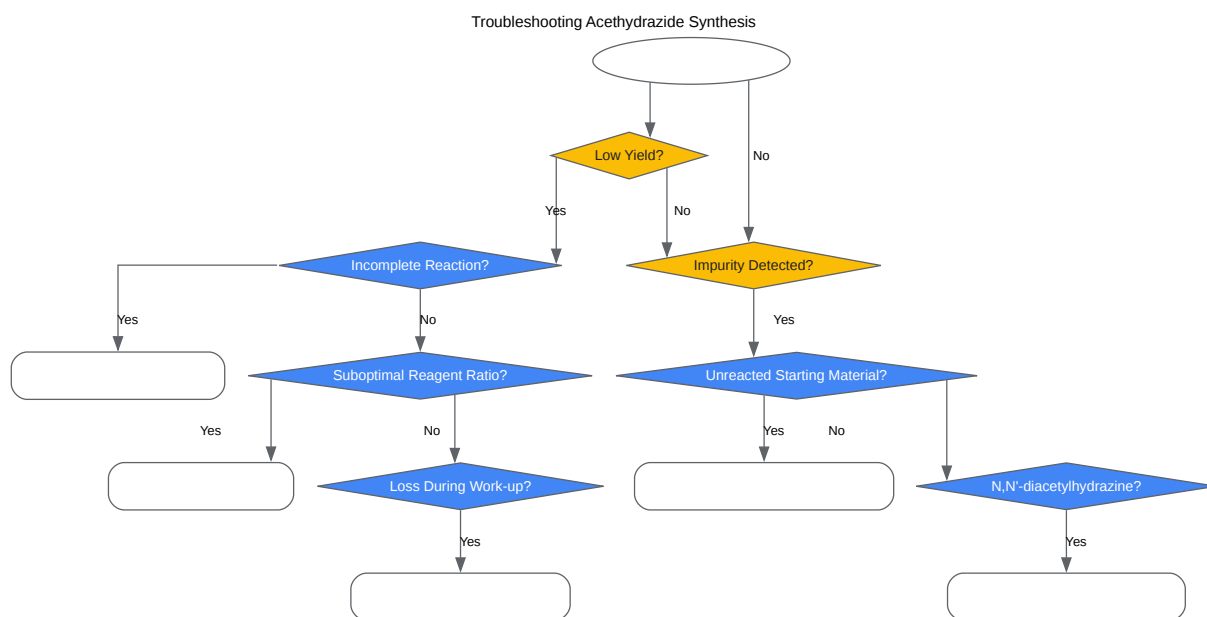 Troubleshooting Acethydrazide Synthesis
Low Yield?
No
Yes
No
Incomplete Reaction?
Impurity Detected?
Yes
No
Yes
Suboptimal Reagent Ratio?
Unreacted Starting Material?
Yes
No
Yes
No
Loss During Work-up?
N,N'-diacetylhydrazine?
Yes
Yes